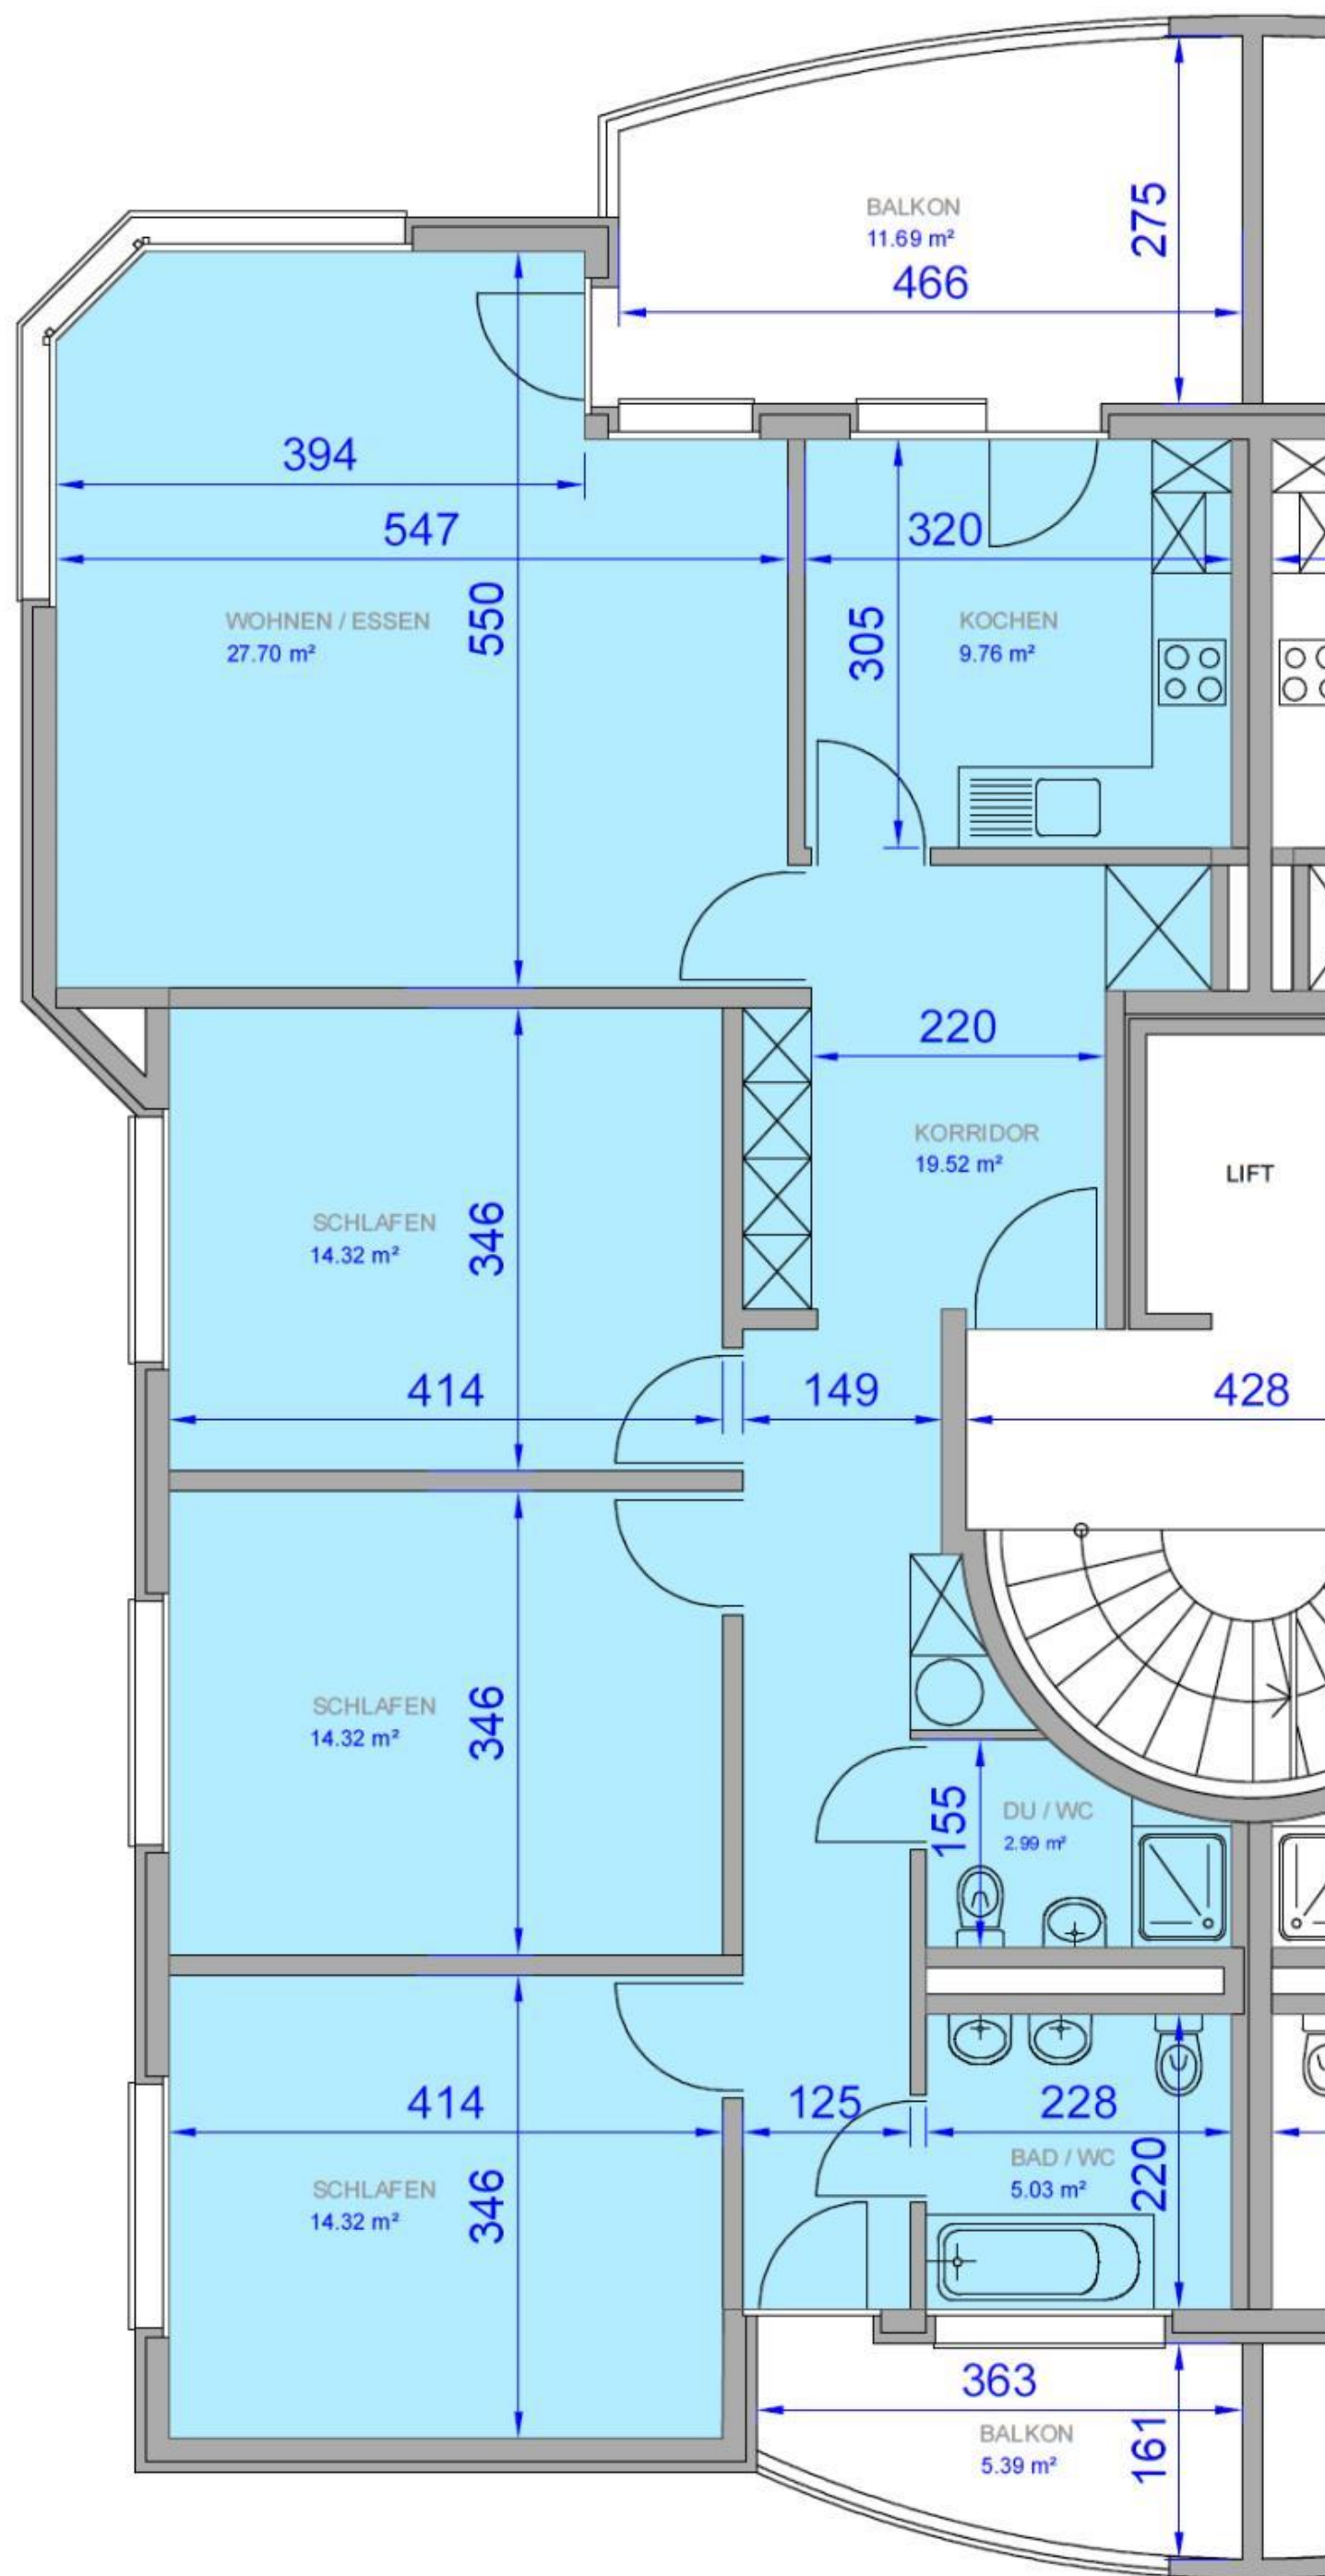 BALKON
11.69 m²
466
275
394
547
550
WOHNEN / ESSEN
27.70 m²
320
305
KOCHEN
9.76 m²
220
KORRIDOR
19.52 m²
LIFT
SCHLAFEN
14.32 m²
346
414
149
428
SCHLAFEN
14.32 m²
346
155
DU / WC
2.99 m²
414
125
228
BAD / WC
5.03 m²
220
SCHLAFEN
14.32 m²
346
363
BALKON
5.39 m²
161